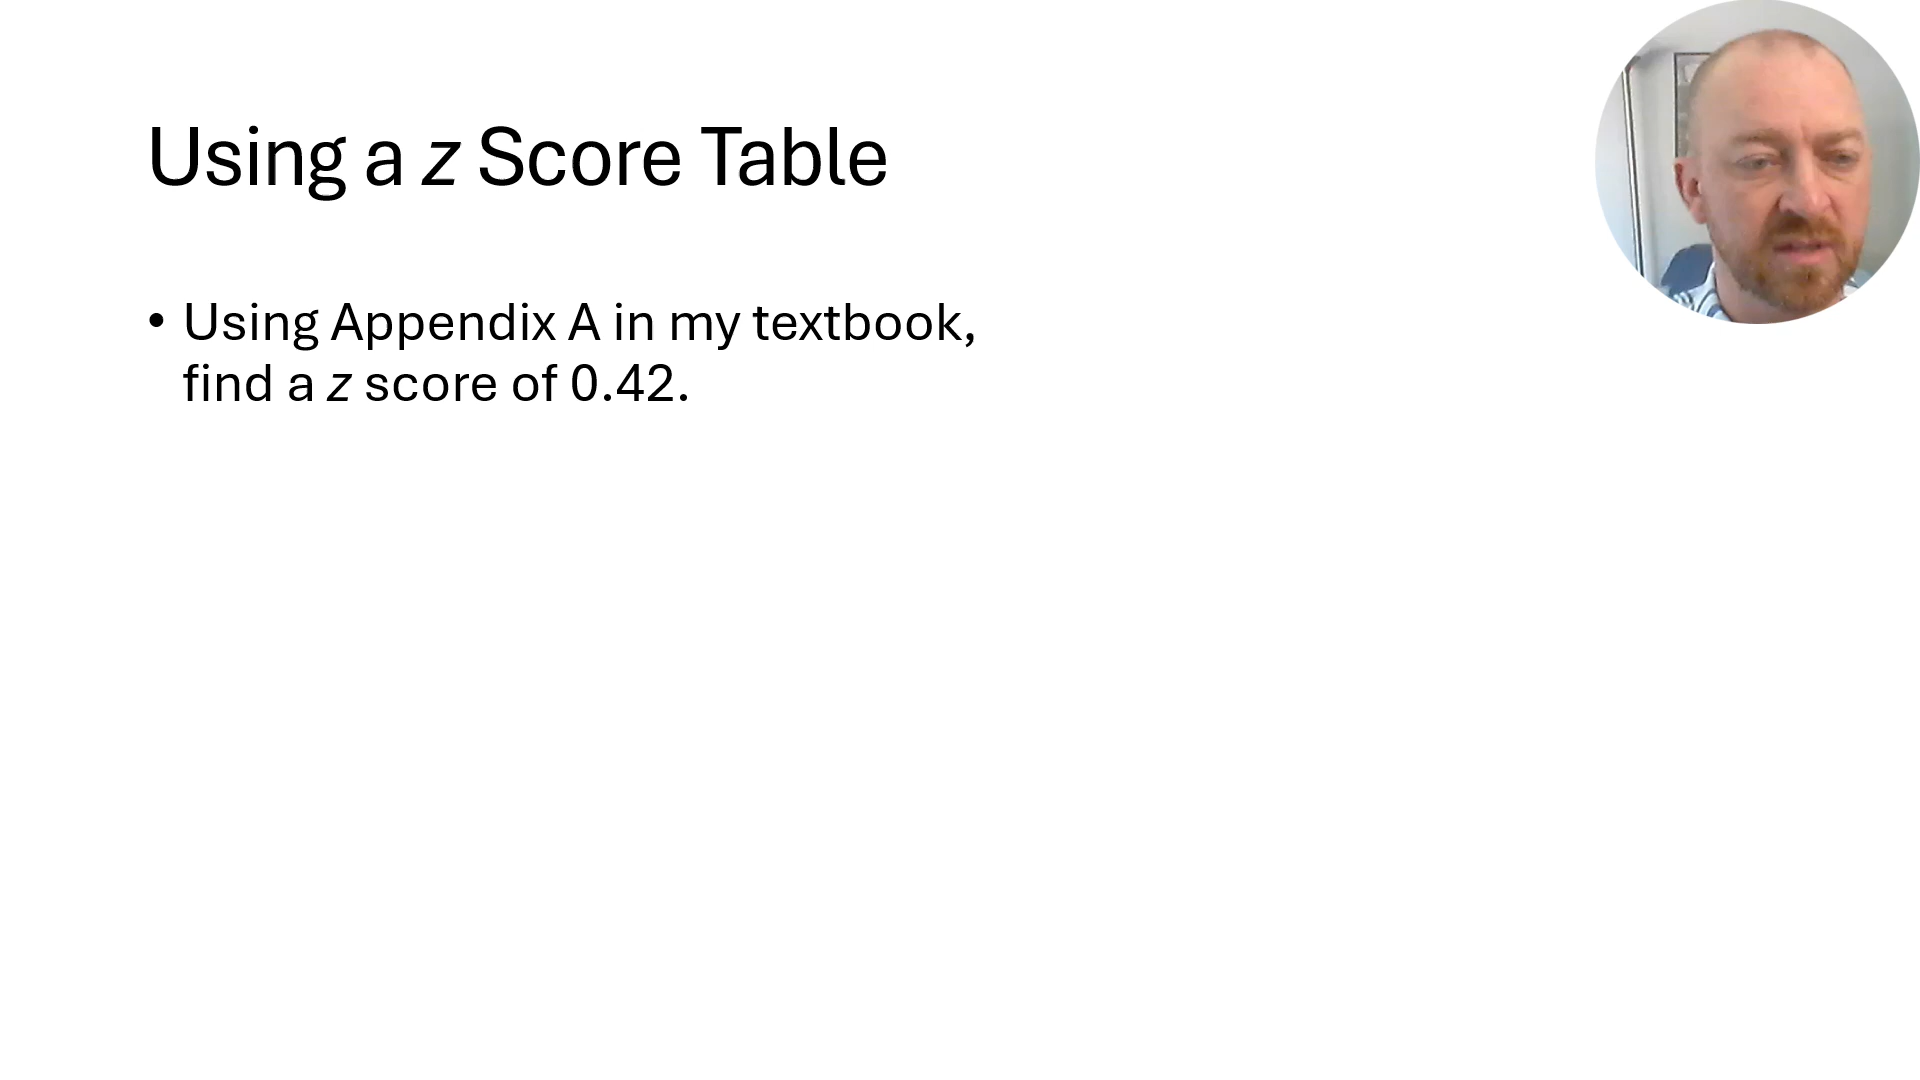 Using a z Score Table
• Using Appendix A in my textbook,
find a z score of 0.42.